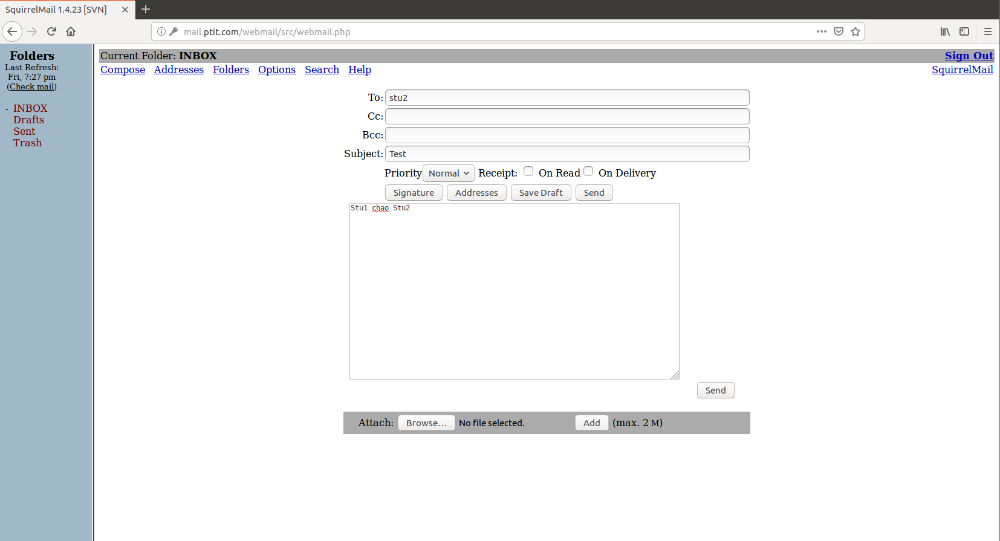 SquirrelMail 1.4.23 [SVN]
mail.ptit.com/webmail/src/webmail.php
Folders
Last Refresh:
Fri, 7:27 pm
(Check mail)
- INBOX
Drafts
Sent
Trash
Current Folder: INBOX Sign Out
Compose Addresses Folders Options Search Help SquirrelMail
To: stu2
Cc:
Bcc:
Subject: Test
Priority Normal Receipt: On Read On Delivery
Signature Addresses Save Draft Send
Stu1 chao Stu2
Send
Attach: Browse... No file selected. Add (max. 2 M)